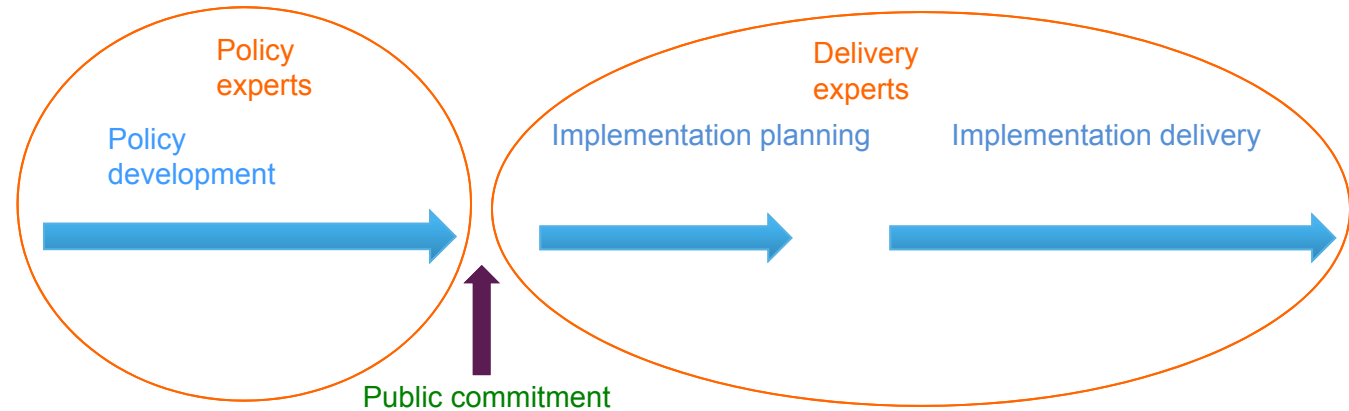 Policy
experts
Policy
development
Delivery
experts
Implementation planning
Implementation delivery
Public commitment